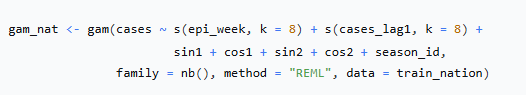 gam_nat <- gam(cases ~ s(epi_week, k = 8) + s(cases_lag1, k = 8) +
sin1 + cos1 + sin2 + cos2 + season_id,
family = nb(), method = "REML", data = train_nation)